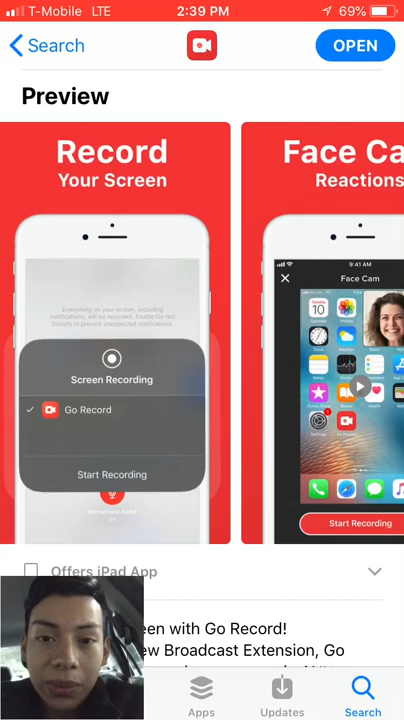 T-Mobile LTE 2:39 PM 69%
Search OPEN
Preview
Record
Your Screen
Everything on your screen, including
notifications, will be recorded. Enable Do Not
Disturb to prevent unexpected notifications.
Screen Recording
Go Record
Start Recording
Microphone Audio
On
Face Ca
Reactions
9:41 AM
Face Cam
Tuesday
10
1
Start Recording
Offers iPad App
een with Go Record!
ew Broadcast Extension, Go
Apps Updates Search